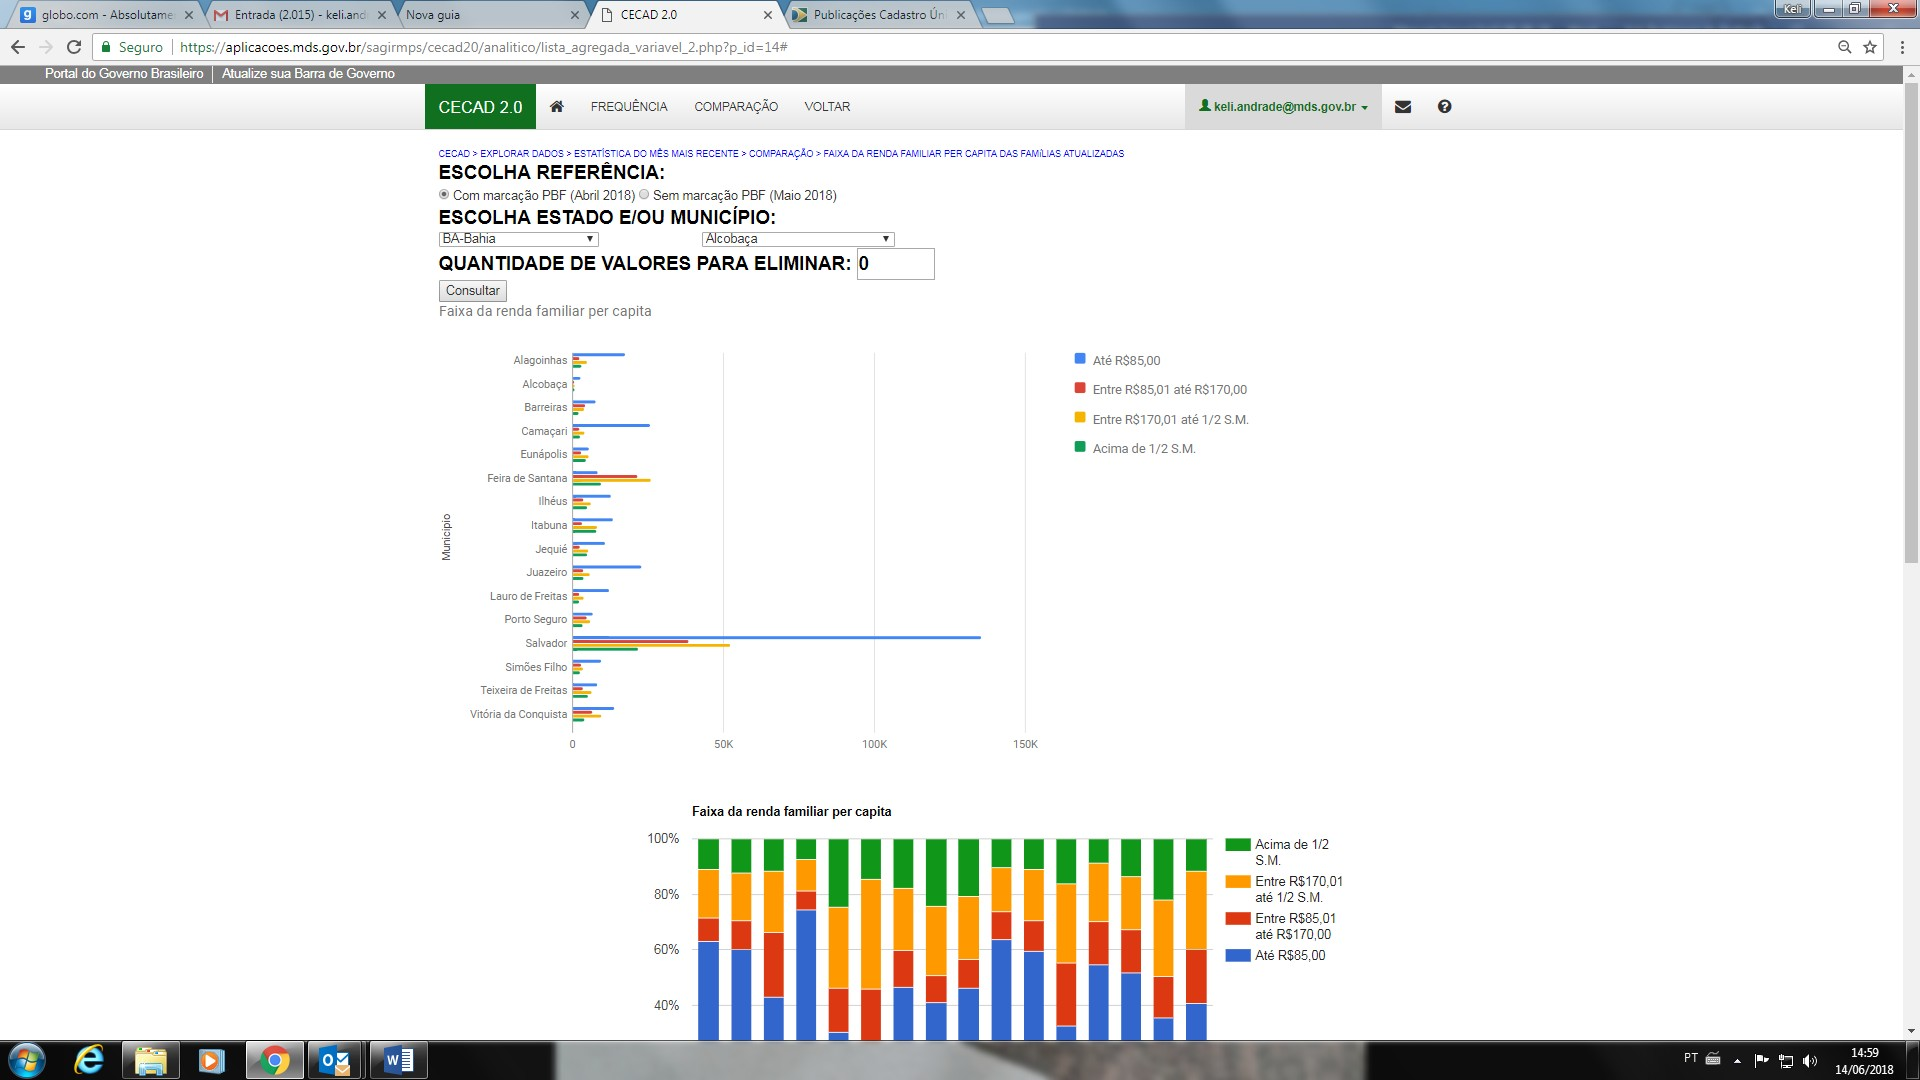 globo.com - Absolutame
Entrada (2.015) - keli.and
Nova guia
CECAD 2.0
Publicações Cadastro Ún
Keli
Seguro
https://aplicacoes.mds.gov.br/sagirmps/cecad20/analitico/lista_agregada_variavel_2.php?p_id=14#
Portal do Governo Brasileiro
Atualize sua Barra de Governo
CECAD 2.0
FREQUÊNCIA
COMPARAÇÃO
VOLTAR
keli.andrade@mds.gov.br
CECAD > EXPLORAR DADOS > ESTATÍSTICA DO MÊS MAIS RECENTE > COMPARAÇÃO > FAIXA DA RENDA FAMILIAR PER CAPITA DAS FAMíLIAS ATUALIZADAS
ESCOLHA REFERÊNCIA:
Com marcação PBF (Abril 2018) Sem marcação PBF (Maio 2018)
ESCOLHA ESTADO E/OU MUNICÍPIO:
BA-Bahia
Alcobaça
QUANTIDADE DE VALORES PARA ELIMINAR: 0
Consultar
Faixa da renda familiar per capita
Município
Alagoinhas
Alcobaça
Barreiras
Camaçari
Eunápolis
Feira de Santana
Ilhéus
Itabuna
Jequié
Juazeiro
Lauro de Freitas
Porto Seguro
Salvador
Simões Filho
Teixeira de Freitas
Vitória da Conquista
0
50K
100K
150K
Até R$85,00
Entre R$85,01 até R$170,00
Entre R$170,01 até 1/2 S.M.
Acima de 1/2 S.M.
Faixa da renda familiar per capita
100%
80%
60%
40%
Acima de 1/2
S.M.
Entre R$170,01
até 1/2 S.M.
Entre R$85,01
até R$170,00
Até R$85,00
PT
14:59
14/06/2018